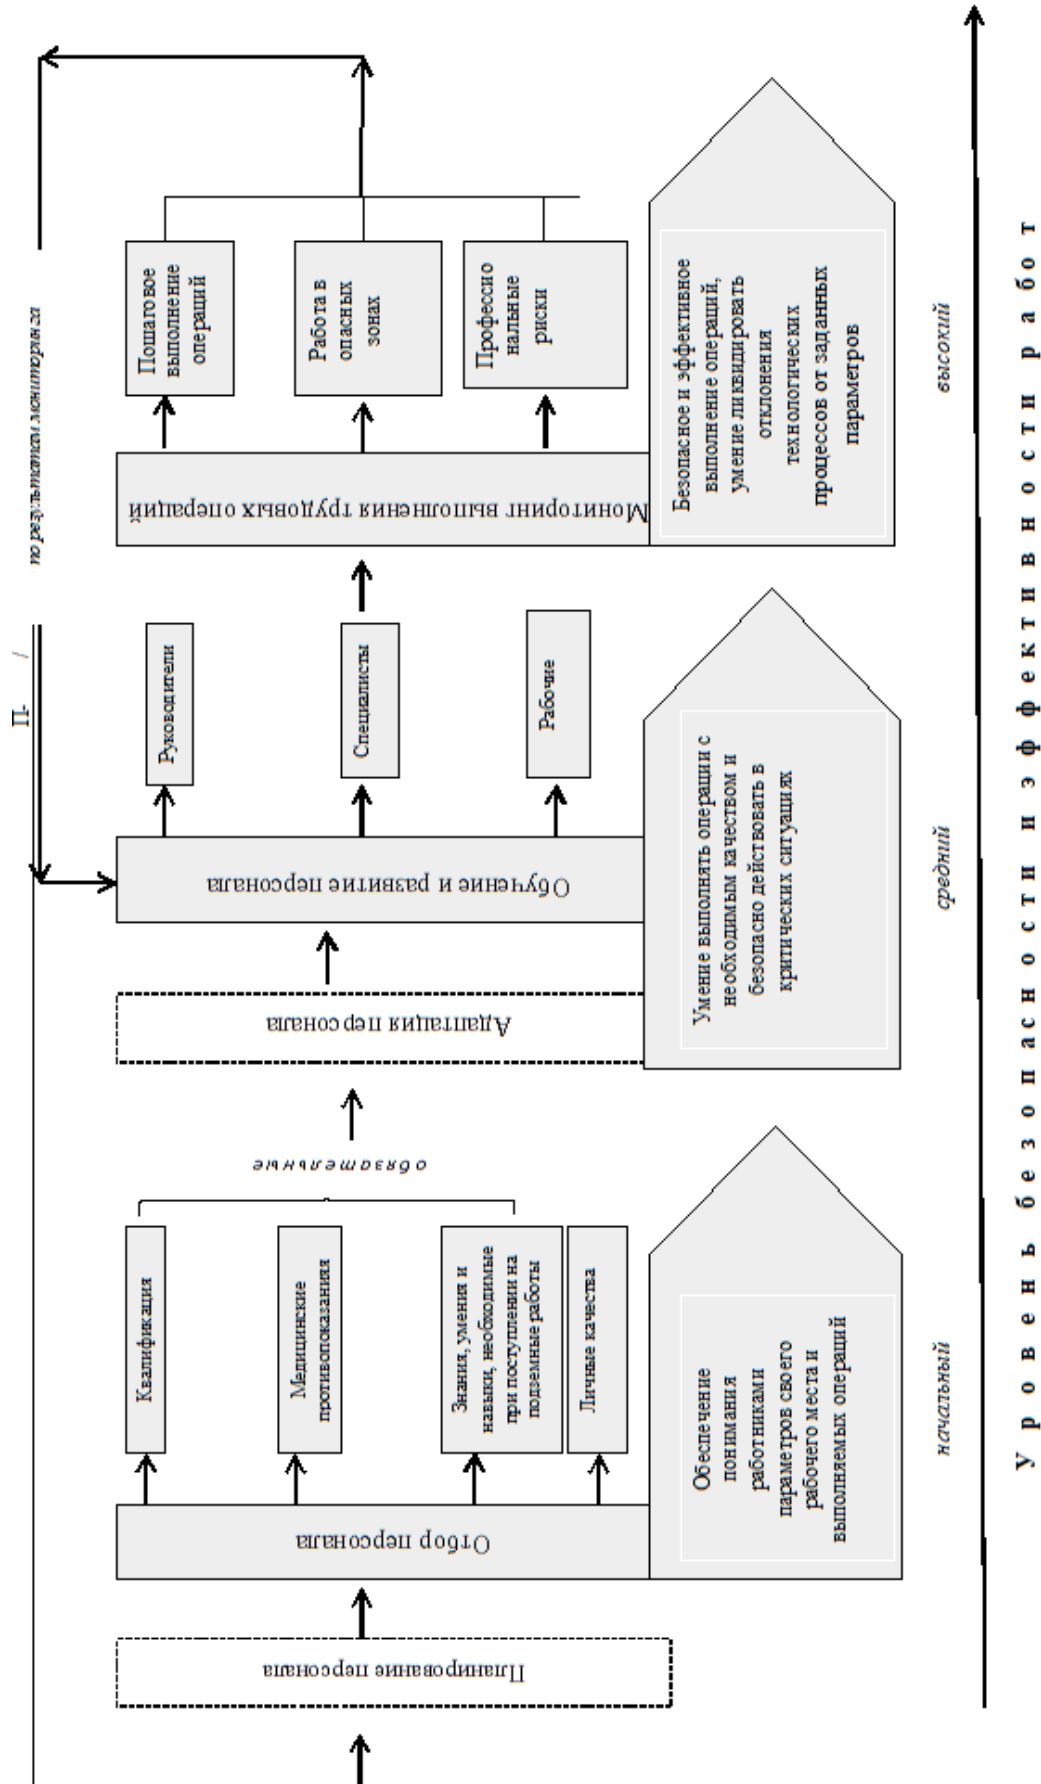 П-
по результатам мониторинга
Планирование персонала
Отбор персонала
Квалификация
Медицинские
противопоказания
Знания, умения и
навыки, необходимые
при поступлении на
подземные работы
Личные качества
обязательные
Адаптация персонала
Обучение и развитие персонала
Руководители
Специалисты
Рабочие
Мониторинг выполнения трудовых операций
Пошаговое
выполнение
операций
Работа в
опасных
зонах
Профессио
нальные
риски
Обеспечение
понимания
работниками
параметров своего
рабочего места и
выполняемых операций
Умение выполнять операции с
необходимым качеством и
безопасно действовать в
критических ситуациях
Безопасное и эффективное
выполнение операций,
умение ликвидировать
отклонения
технологических
процессов от заданных
параметров
начальный
средний
высокий
Уровень безопасности и эффективности работ